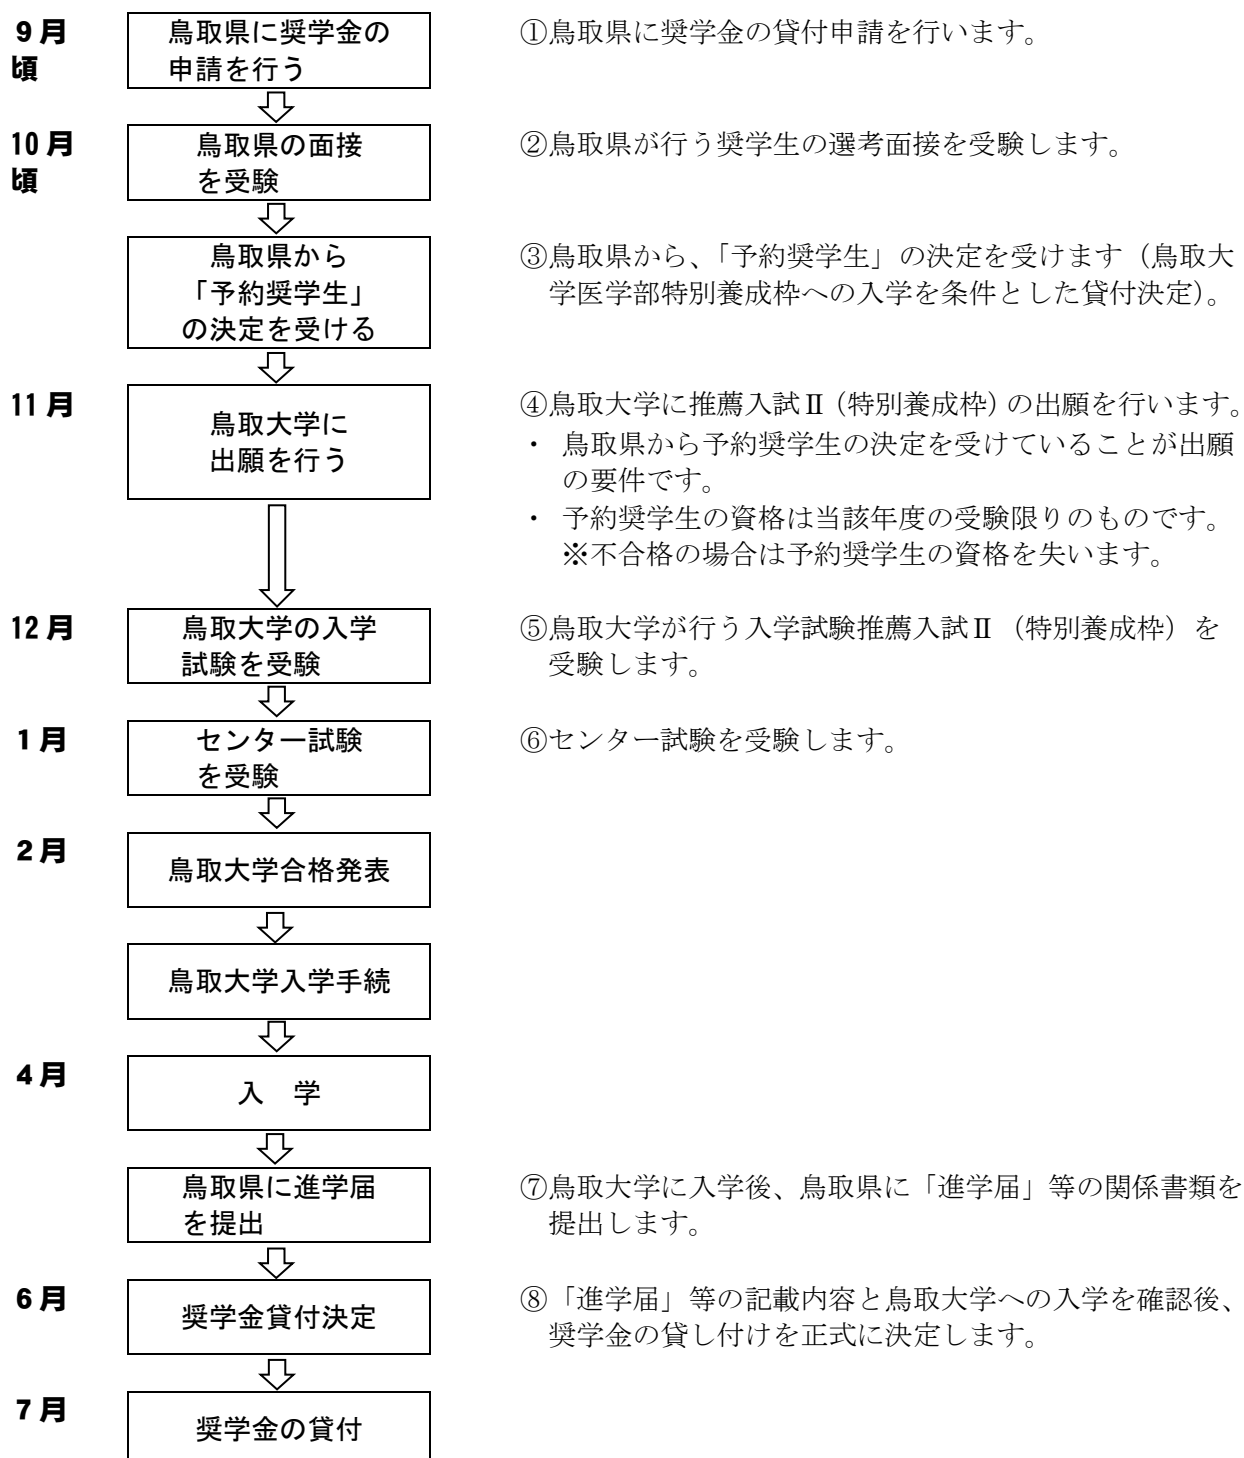 9月
頃
鳥取県に奨学金の
申請を行う
①鳥取県に奨学金の貸付申請を行います。
10月
頃
鳥取県の面接
を受験
②鳥取県が行う奨学生の選考面接を受験します。
鳥取県から
「予約奨学生」
の決定を受ける
③鳥取県から、「予約奨学生」の決定を受けます（鳥取大
学医学部特別養成枠への入学を条件とした貸付決定）。
11月
鳥取大学に
出願を行う
④鳥取大学に推薦入試Ⅱ（特別養成枠）の出願を行います。
・ 鳥取県から予約奨学生の決定を受けていることが出願
の要件です。
・ 予約奨学生の資格は当該年度の受験限りのものです。
※不合格の場合は予約奨学生の資格を失います。
12月
鳥取大学の入学
試験を受験
⑤鳥取大学が行う入学試験推薦入試Ⅱ（特別養成枠）を
受験します。
1月
センター試験
を受験
⑥センター試験を受験します。
2月
鳥取大学合格発表
鳥取大学入学手続
4月
入　学
鳥取県に進学届
を提出
⑦鳥取大学に入学後、鳥取県に「進学届」等の関係書類を
提出します。
6月
奨学金貸付決定
⑧「進学届」等の記載内容と鳥取大学への入学を確認後、
奨学金の貸し付けを正式に決定します。
7月
奨学金の貸付